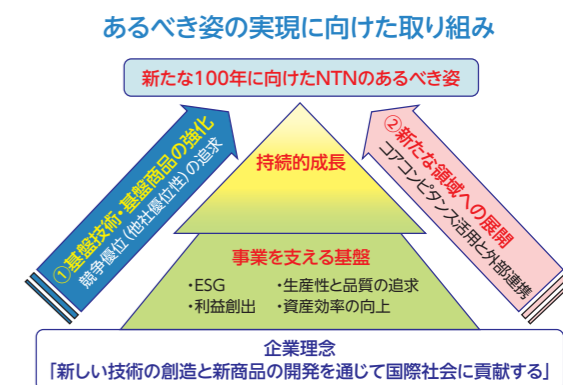 あるべき姿の実現に向けた取り組み
新たな100年に向けたNTNのあるべき姿
①基盤技術・基盤商品の強化
競争優位(他社優位性)の追求
②新たな領域への展開
コアコンピタンス活用と外部連携
持続的成長
事業を支える基盤
・ESG ・生産性と品質の追求
・利益創出 ・資産効率の向上
企業理念
「新しい技術の創造と新商品の開発を通じて国際社会に貢献する」